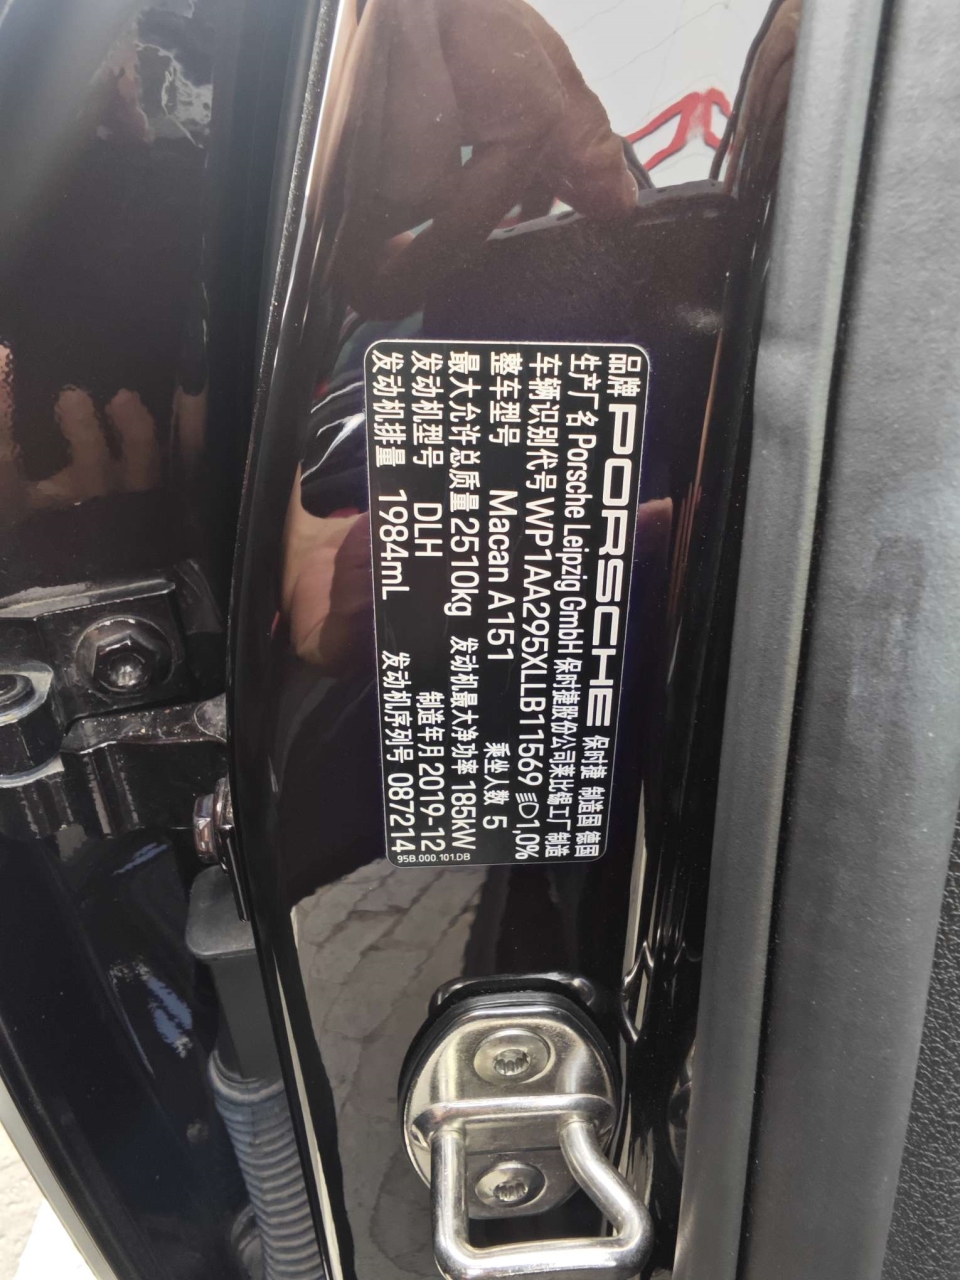 品牌 PORSCHE 保时捷 制造国 德国
生产厂名 Porsche Leipzig GmbH 保时捷股份公司莱比锡工厂 制造
车辆识别代号 WP1AA295XLLB11569 1,0%
整车型号 Macan A151 乘坐人数 5
最大允许总质量 2510kg 发动机最大净功率 185kW
发动机型号 DLH 制造年月 2019-12
发动机排量 1984mL 发动机序列号 087214
95B.000.101.DB